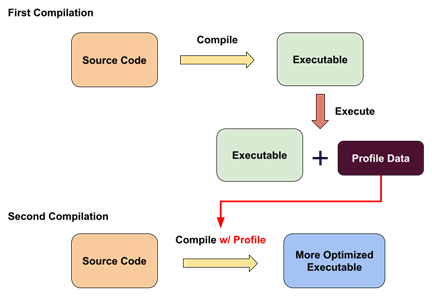 First Compilation
Compile
Source Code
Executable
Execute
Executable
+
Profile Data
Second Compilation
Compile w/ Profile
Source Code
More Optimized
Executable